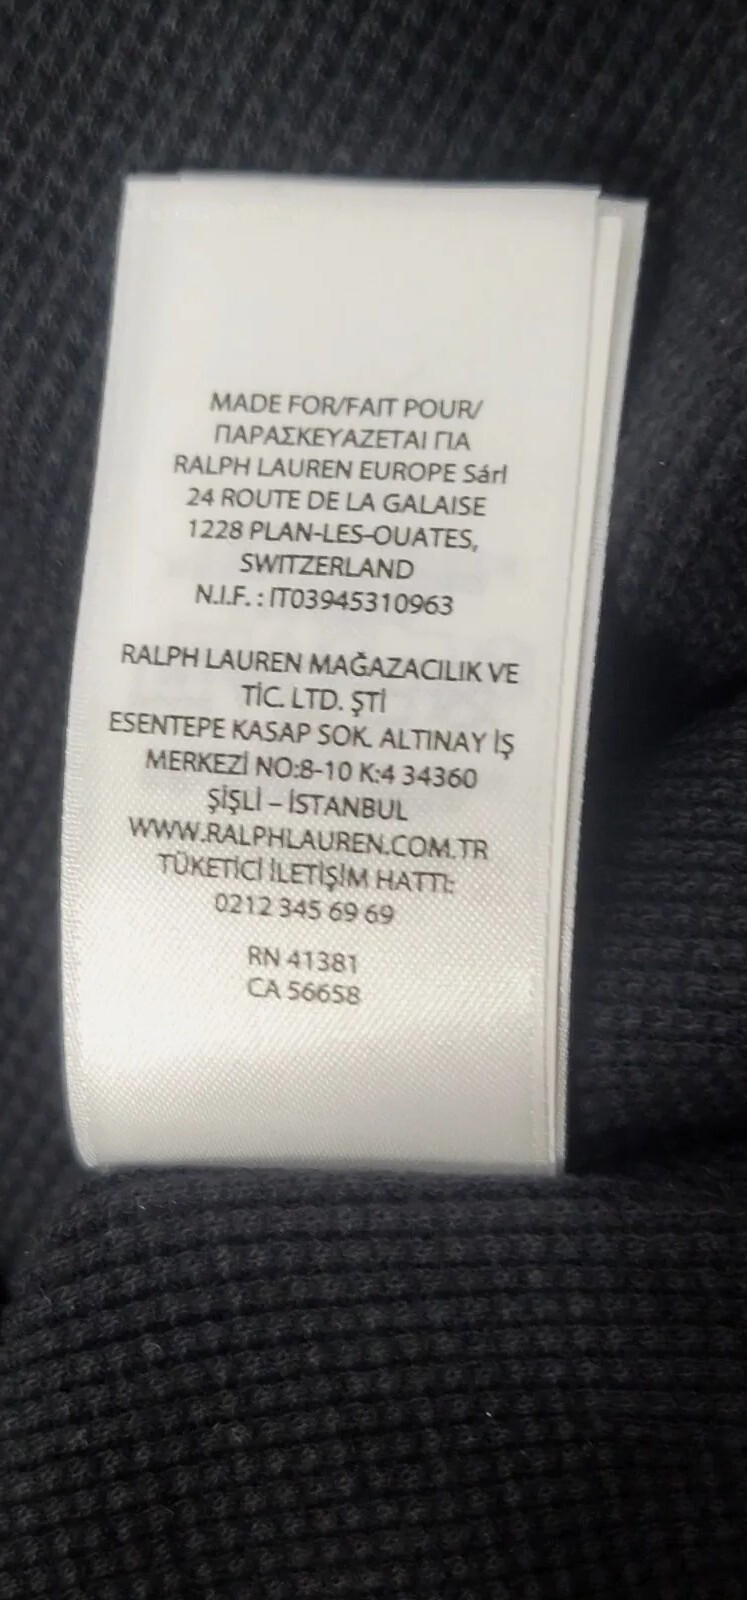 MADE FOR/FAIT POUR/
ΠΑΡΑΣΚΕΥΑΖΕΤΑΙ ΓΙΑ
RALPH LAUREN EUROPE Sárl
24 ROUTE DE LA GALAISE
1228 PLAN-LES-OUATES,
SWITZERLAND
N.I.F. : IT03945310963
RALPH LAUREN MAĞAZACILIK VE
TİC. LTD. ŞTİ
ESENTEPE KASAP SOK. ALTINAY İŞ
MERKEZİ NO:8-10 K:4 34360
ŞİŞLİ – İSTANBUL
WWW.RALPHLAUREN.COM.TR
TÜKETİCİ İLETİŞİM HATTI:
0212 345 69 69
RN 41381
CA 56658